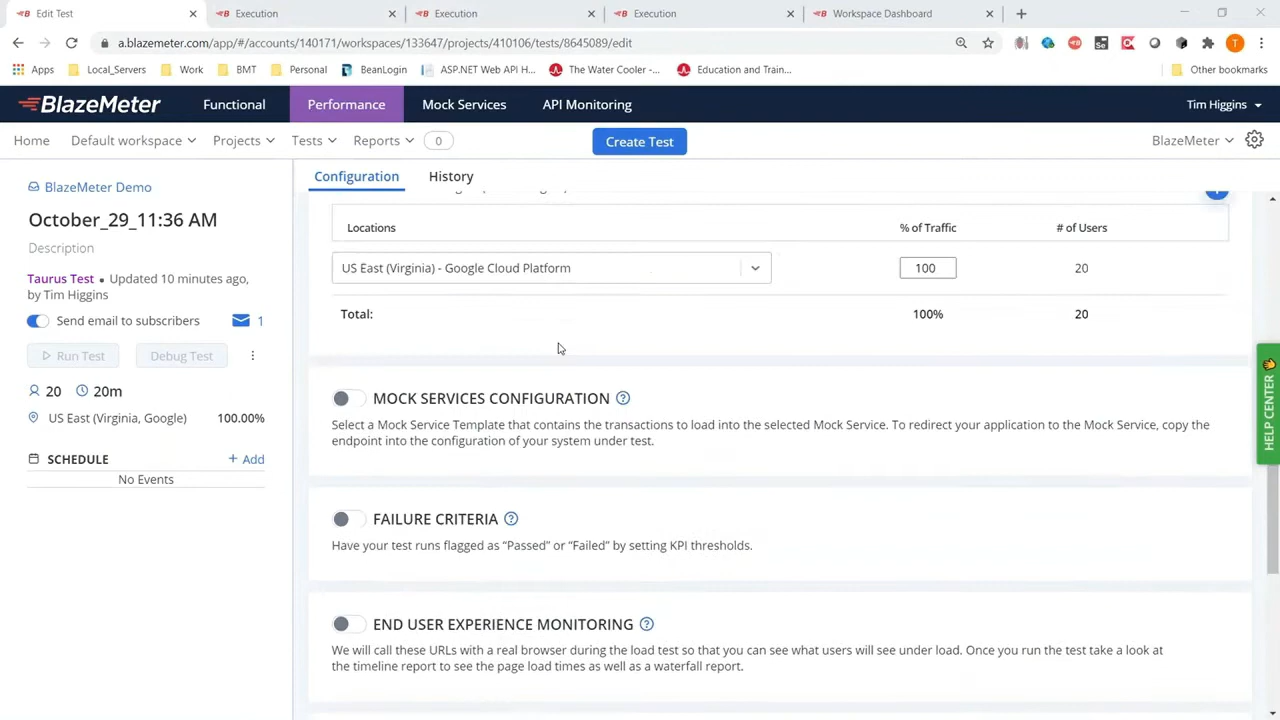 Edit Test
Execution
Execution
Execution
Workspace Dashboard
a.blazemeter.com/app/#/accounts/140171/workspaces/133647/projects/410106/tests/8645089/edit
T
Apps
Local_Servers
Work
BMT
Personal
BeanLogin
ASP.NET Web API H...
The Water Cooler -...
Education and Train...
Other bookmarks
BlazeMeter
Functional
Performance
Mock Services
API Monitoring
Tim Higgins
Home
Default workspace
Projects
Tests
Reports
0
Create Test
BlazeMeter
BlazeMeter Demo
October_29_11:36 AM
Description
Taurus Test • Updated 10 minutes ago,
by Tim Higgins
Send email to subscribers
1
Run Test
Debug Test
20
20m
US East (Virginia, Google)
100.00%
SCHEDULE
+ Add
No Events
Configuration
History
Locations
% of Traffic
# of Users
US East (Virginia) - Google Cloud Platform
100
20
Total:
100%
20
MOCK SERVICES CONFIGURATION
Select a Mock Service Template that contains the transactions to load into the selected Mock Service. To redirect your application to the Mock Service, copy the
endpoint into the configuration of your system under test.
FAILURE CRITERIA
Have your test runs flagged as “Passed” or “Failed” by setting KPI thresholds.
END USER EXPERIENCE MONITORING
We will call these URLs with a real browser during the load test so that you can see what users will see under load. Once you run the test take a look at
the timeline report to see the page load times as well as a waterfall report.
HELP CENTER